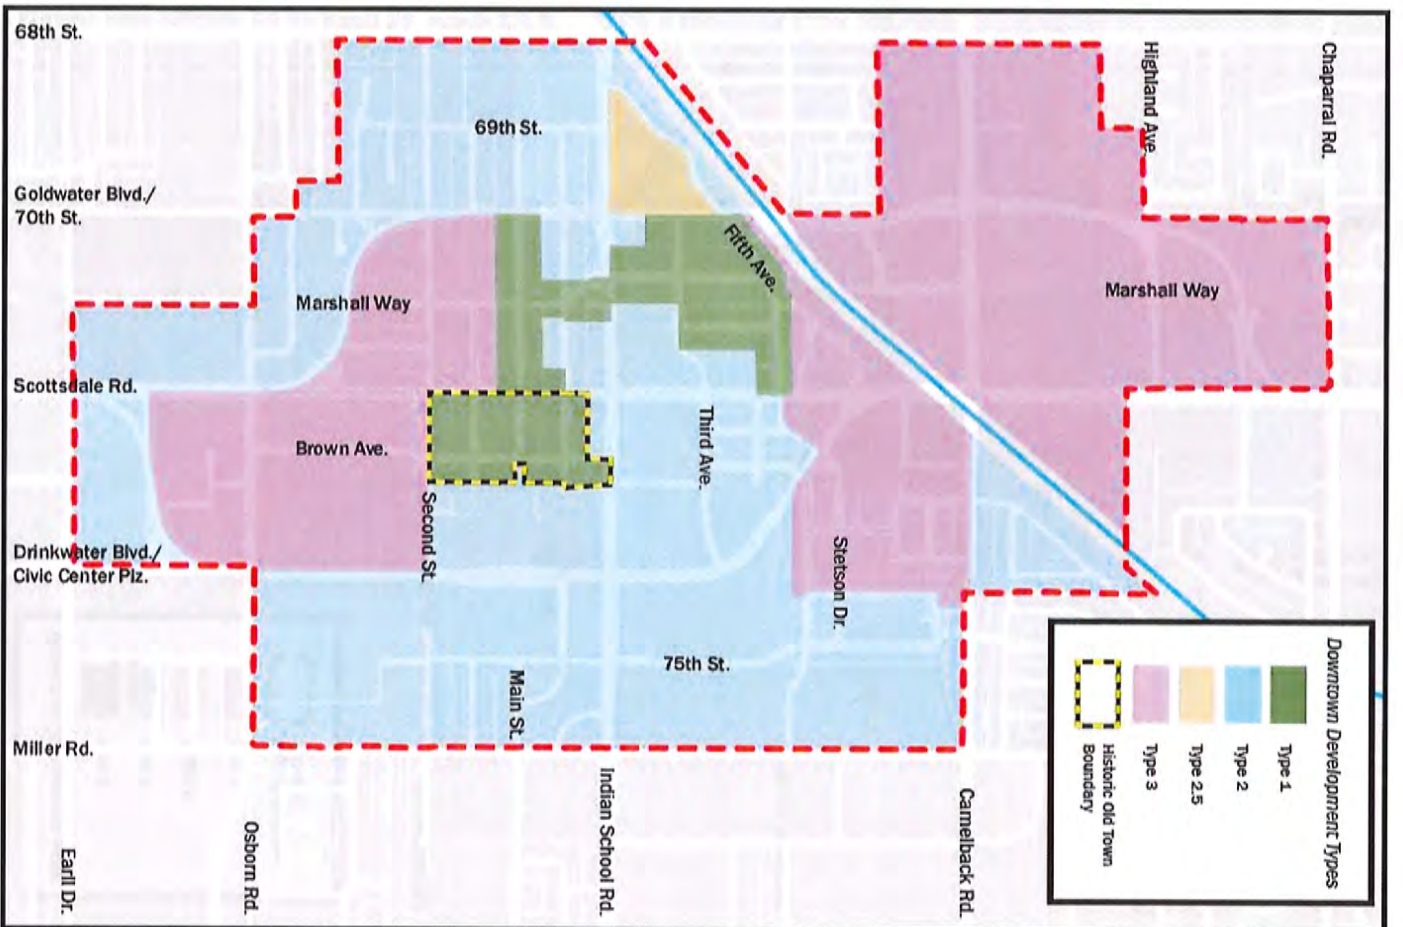 68th St.
69th St.
Goldwater Blvd./
70th St.
Marshall Way
Scottsdale Rd.
Brown Ave.
Drinkwater Blvd./
Civic Center Plz.
75th St.
Miller Rd.
Marshall Way
Chaparral Rd.
Highland Ave.
Fifth Ave.
Third Ave.
Second St.
Stetson Dr.
Main St.
Indian School Rd.
Camelback Rd.
Osborn Rd.
Earll Dr.
Downtown Development Types
Type 1
Type 2
Type 2.5
Type 3
Historic Old Town
Boundary